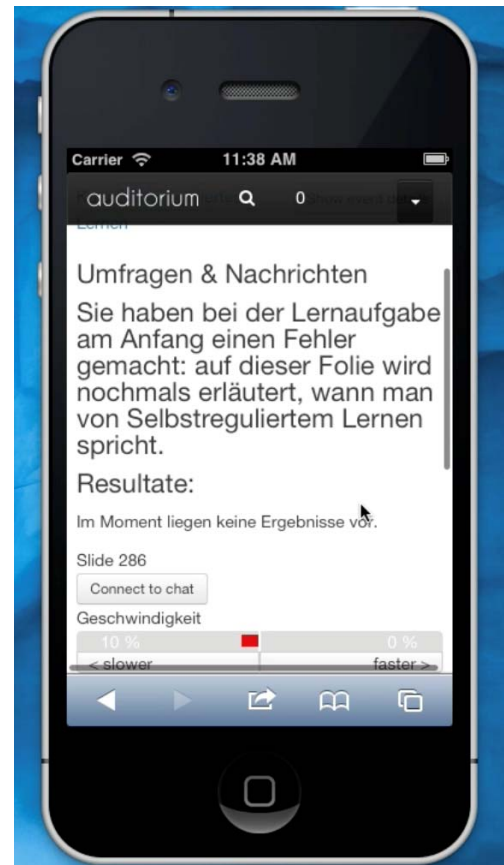 Carrier 11:38 AM
auditorium 0
Lernen
Umfragen & Nachrichten
Sie haben bei der Lernaufgabe
am Anfang einen Fehler
gemacht: auf dieser Folie wird
nochmals erläutert, wann man
von Selbstreguliertem Lernen
spricht.
Resultate:
Im Moment liegen keine Ergebnisse vor.
Slide 286
Connect to chat
Geschwindigkeit
10 % 0 %
< slower faster >